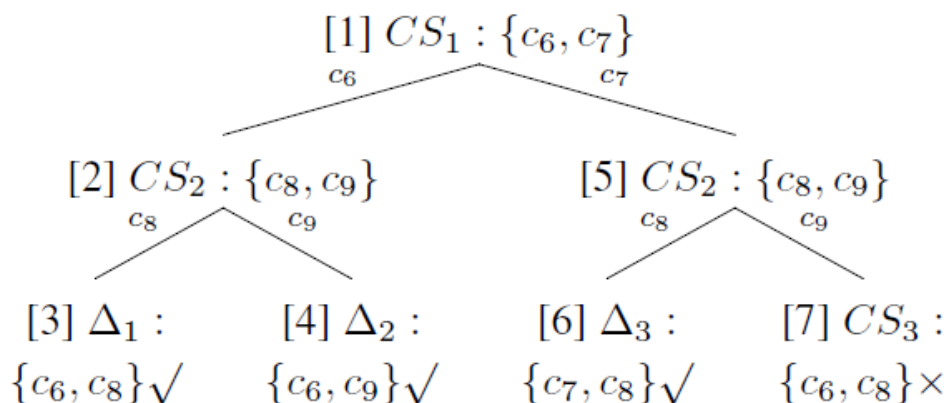 [1] CS₁ : {c₆, c₇}
c₆ c₇
[2] CS₂ : {c₈, c₉} [5] CS₂ : {c₈, c₉}
c₈ c₉ c₈ c₉
[3] Δ₁ : [4] Δ₂ : [6] Δ₃ : [7] CS₃ :
{c₆, c₈}√ {c₆, c₉}√ {c₇, c₈}√ {c₆, c₈}×